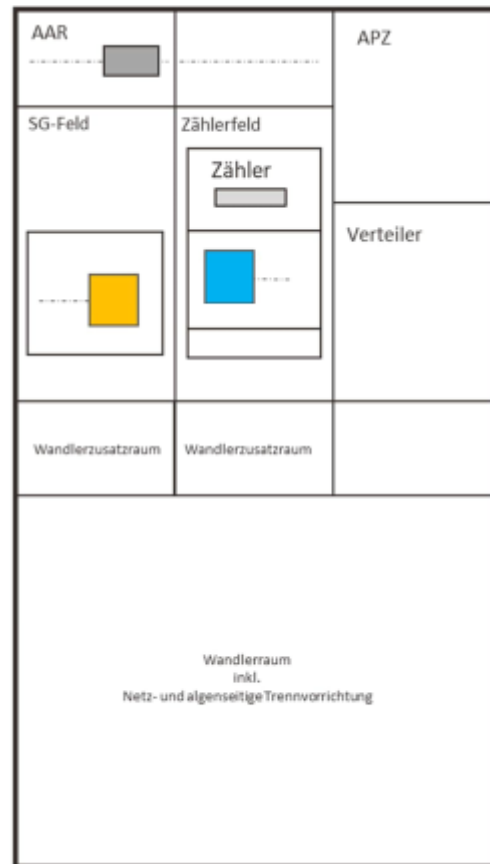 AAR
APZ
SG-Feld
Zählerfeld
Zähler
Verteiler
Wandlerzusatzraum
Wandlerzusatzraum
Wandlerraum
inkl.
Netz- und algenseitige Trennvorrichtung